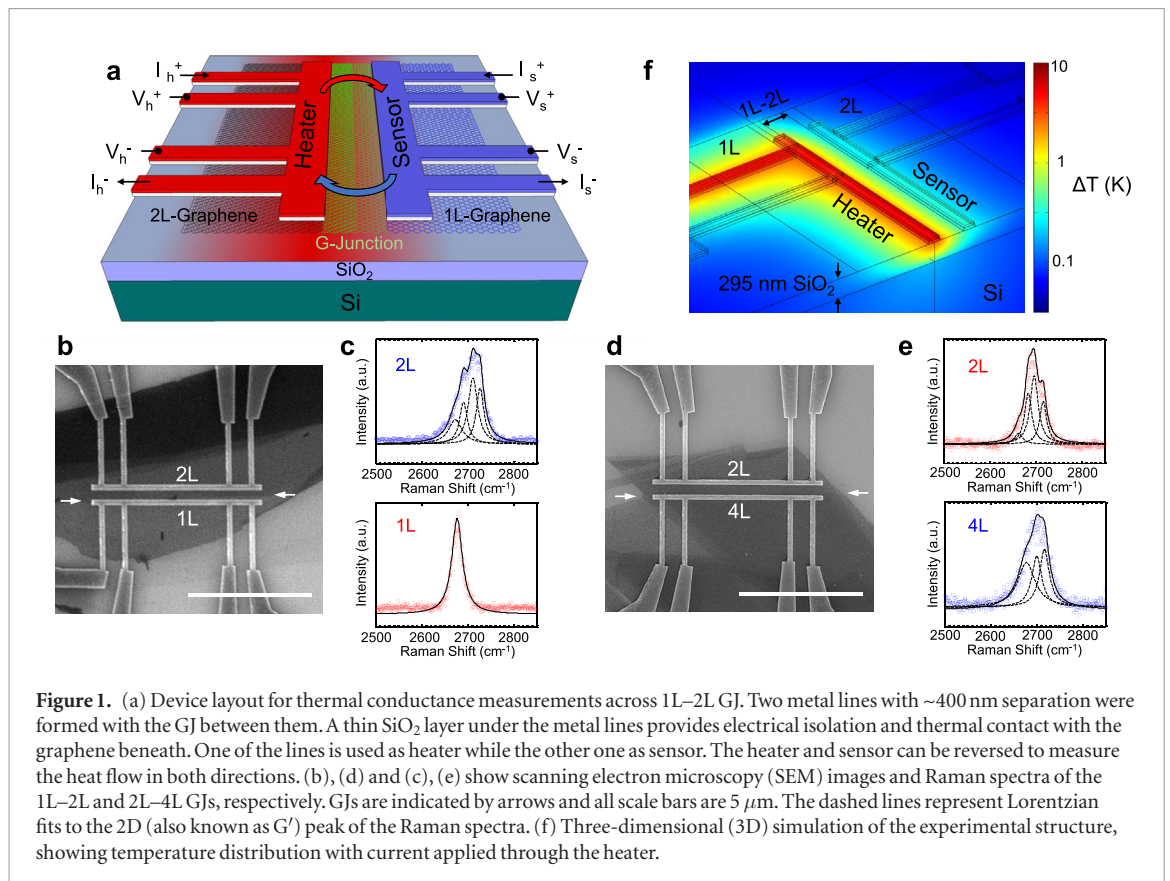 a
I_h^+
V_h^+
V_h^-
I_h^-
Heater
Sensor
I_s^+
V_s^+
V_s^-
I_s^-
2L-Graphene
1L-Graphene
G-Junction
SiO₂
Si
f
1L-2L
2L
1L
Sensor
Heater
295 nm SiO₂
Si
10
1
0.1
ΔT (K)
b
2L
1L
c
2L
Intensity (a.u.)
2500 2600 2700 2800
Raman Shift (cm⁻¹)
1L
Intensity (a.u.)
2500 2600 2700 2800
Raman Shift (cm⁻¹)
d
2L
4L
e
2L
Intensity (a.u.)
2500 2600 2700 2800
Raman Shift (cm⁻¹)
4L
Intensity (a.u.)
2500 2600 2700 2800
Raman Shift (cm⁻¹)
Figure 1. (a) Device layout for thermal conductance measurements across 1L–2L GJ. Two metal lines with ~400 nm separation were
formed with the GJ between them. A thin SiO₂ layer under the metal lines provides electrical isolation and thermal contact with the
graphene beneath. One of the lines is used as heater while the other one as sensor. The heater and sensor can be reversed to measure
the heat flow in both directions. (b), (d) and (c), (e) show scanning electron microscopy (SEM) images and Raman spectra of the
1L–2L and 2L–4L GJs, respectively. GJs are indicated by arrows and all scale bars are 5 μm. The dashed lines represent Lorentzian
fits to the 2D (also known as G′) peak of the Raman spectra. (f) Three-dimensional (3D) simulation of the experimental structure,
showing temperature distribution with current applied through the heater.